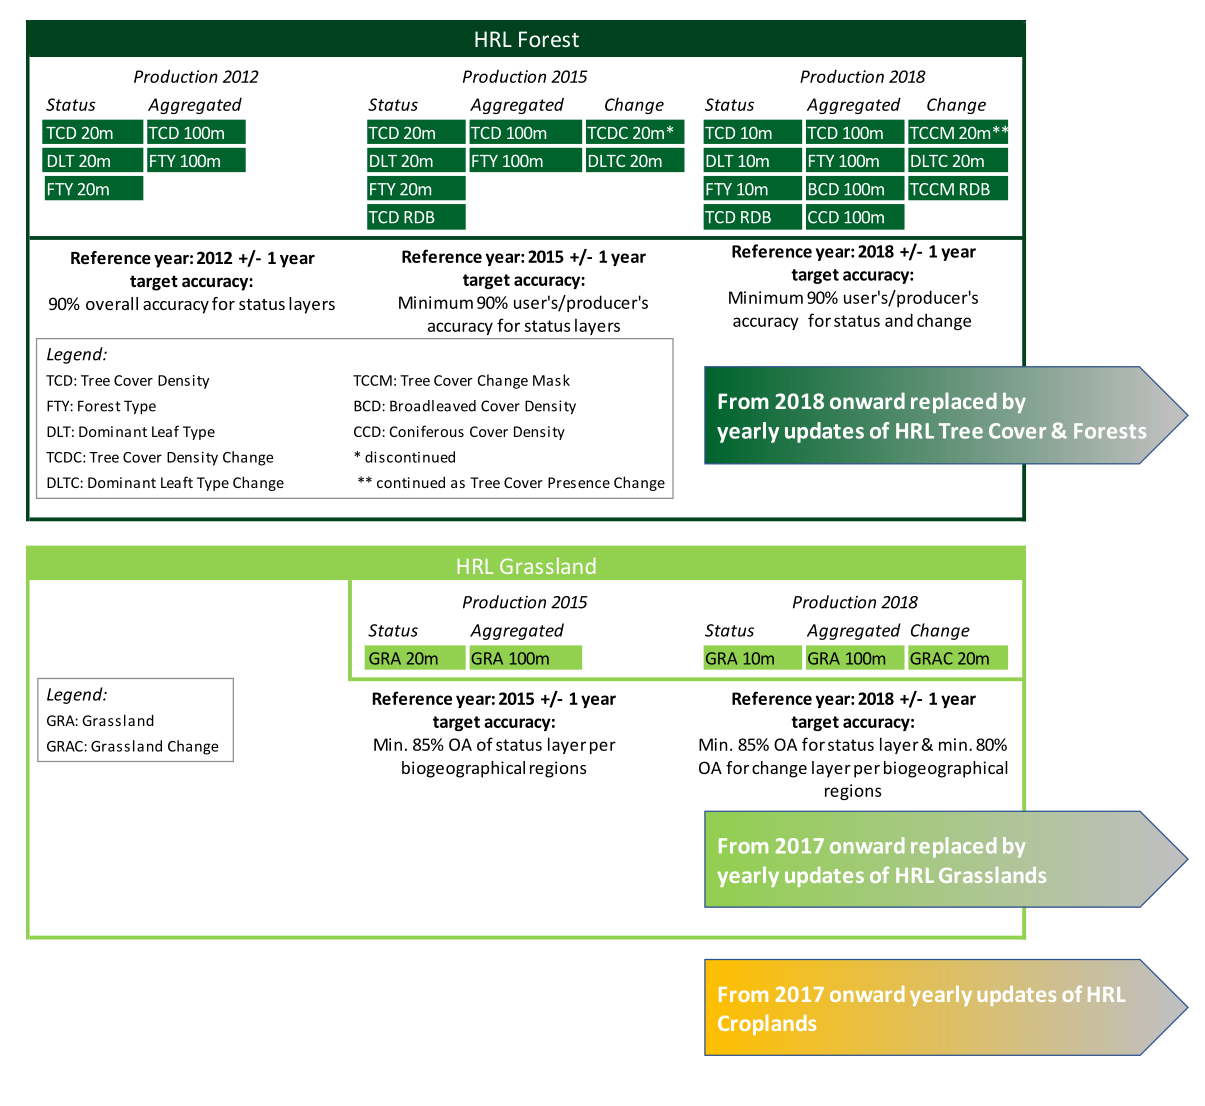 HRL Forest
Production 2012
Status Aggregated
TCD 20m TCD 100m
DLT 20m FTY 100m
FTY 20m
Production 2015
Status Aggregated Change
TCD 20m TCD 100m TCDC 20m*
DLT 20m FTY 100m DLTC 20m
FTY 20m
TCD RDB
Production 2018
Status Aggregated Change
TCD 10m TCD 100m TCCM 20m**
DLT 10m FTY 100m DLTC 20m
FTY 10m BCD 100m TCCM RDB
TCD RDB CCD 100m
Reference year: 2012 +/- 1 year
target accuracy:
90% overall accuracy for status layers
Reference year: 2015 +/- 1 year
target accuracy:
Minimum 90% user's/producer's
accuracy for status layers
Reference year: 2018 +/- 1 year
target accuracy:
Minimum 90% user's/producer's
accuracy for status and change
Legend:
TCD: Tree Cover Density
FTY: Forest Type
DLT: Dominant Leaf Type
TCDC: Tree Cover Density Change
DLTC: Dominant Leaft Type Change
TCCM: Tree Cover Change Mask
BCD: Broadleaved Cover Density
CCD: Coniferous Cover Density
* discontinued
** continued as Tree Cover Presence Change
From 2018 onward replaced by
yearly updates of HRL Tree Cover & Forests
HRL Grassland
Production 2015
Status Aggregated
GRA 20m GRA 100m
Production 2018
Status Aggregated Change
GRA 10m GRA 100m GRAC 20m
Legend:
GRA: Grassland
GRAC: Grassland Change
Reference year: 2015 +/- 1 year
target accuracy:
Min. 85% OA of status layer per
biogeographical regions
Reference year: 2018 +/- 1 year
target accuracy:
Min. 85% OA for status layer & min. 80%
OA for change layer per biogeographical
regions
From 2017 onward replaced by
yearly updates of HRL Grasslands
From 2017 onward yearly updates of HRL
Croplands